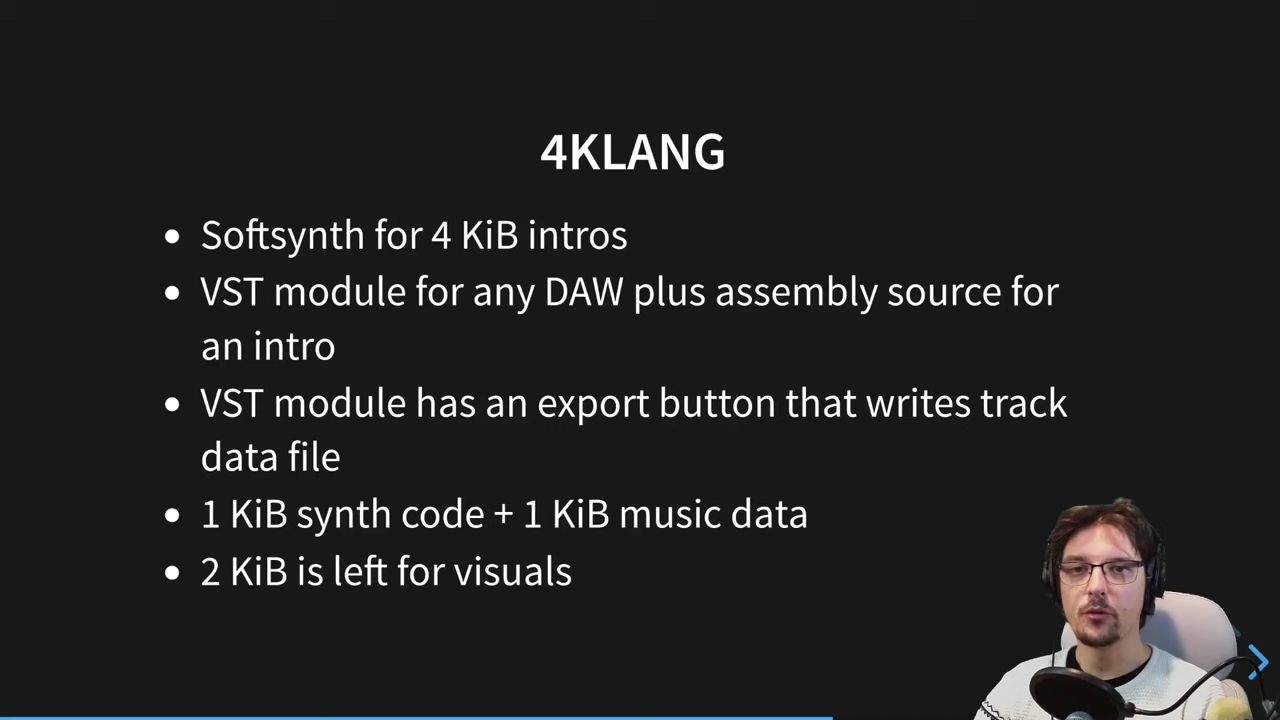 4KLANG
Softsynth for 4 KiB intros
VST module for any DAW plus assembly source for
an intro
VST module has an export button that writes track
data file
1 KiB synth code + 1 KiB music data
2 KiB is left for visuals